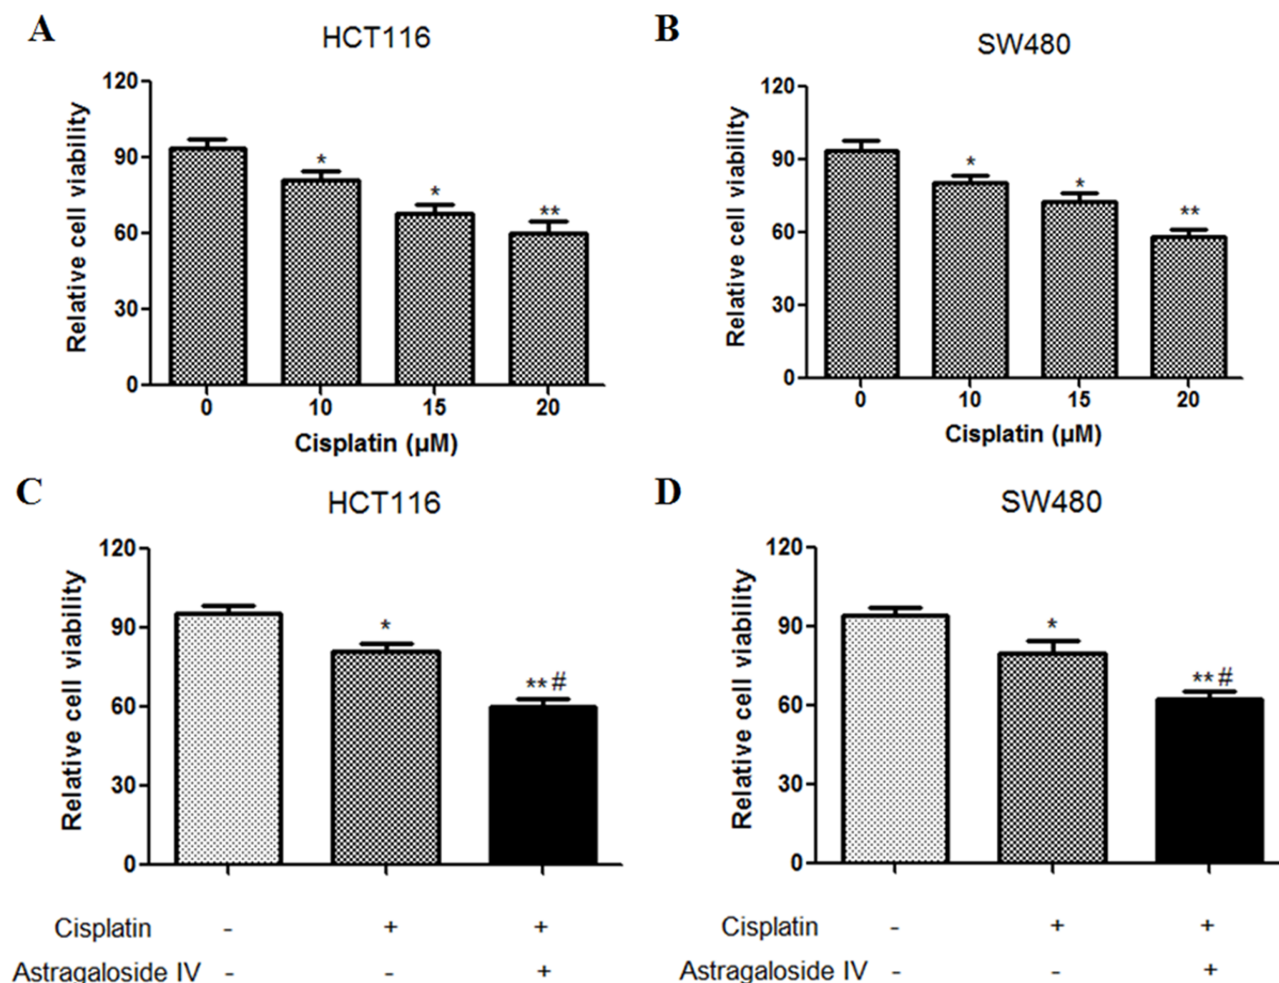 A
HCT116
120
90
60
30
0
Relative cell viability
*
*
**
0 10 15 20
Cisplatin (µM)
B
SW480
120
90
60
30
0
Relative cell viability
*
*
**
0 10 15 20
Cisplatin (µM)
C
HCT116
120
90
60
30
0
Relative cell viability
*
**#
Cisplatin - + +
Astragaloside IV - - +
D
SW480
120
90
60
30
0
Relative cell viability
*
**#
Cisplatin - + +
Astragaloside IV - - +